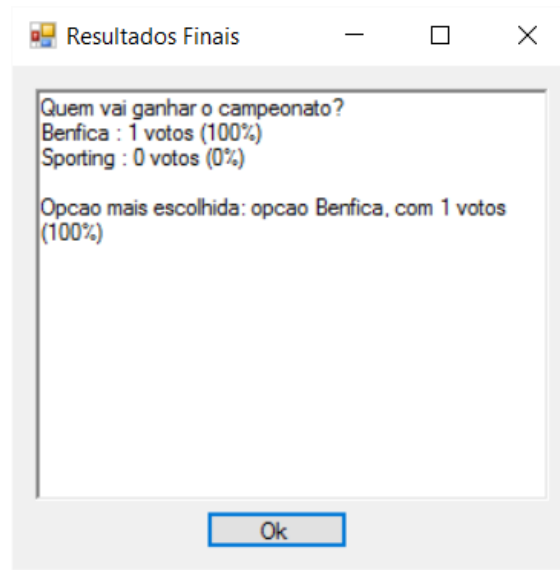 Resultados Finais
Quem vai ganhar o campeonato?
Benfica : 1 votos (100%)
Sporting : 0 votos (0%)
Opcao mais escolhida: opcao Benfica, com 1 votos
(100%)
Ok